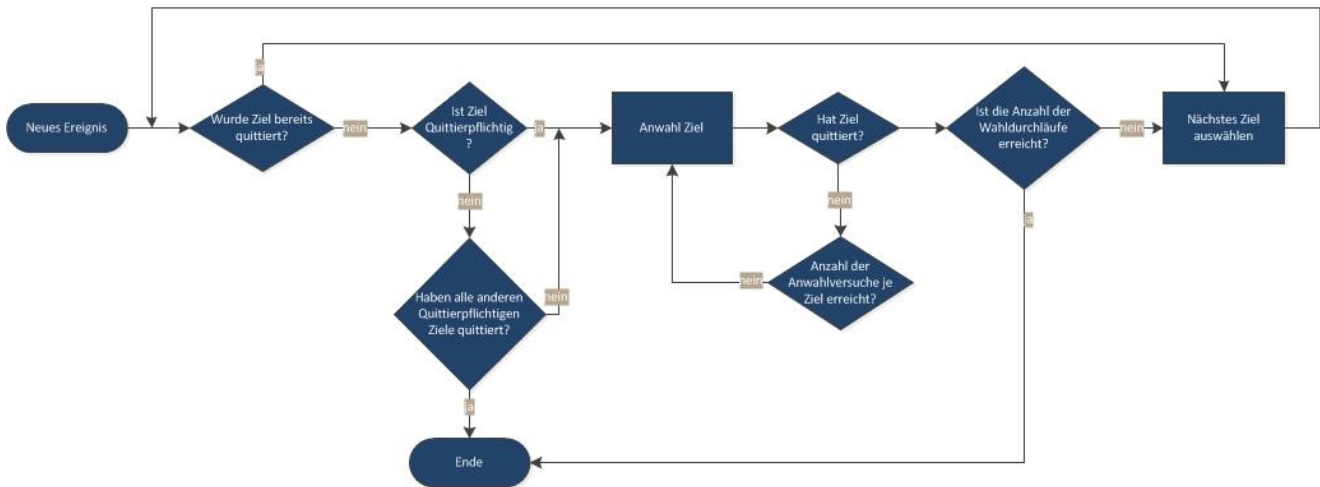 Neues Ereignis
Wurde Ziel bereits
quittiert?
ja
nein
Ist Ziel
Quittierpflichtig
?
ja
nein
Haben alle anderen
Quittierpflichtigen
Ziele quittiert?
nein
ja
Ende
Anwahl Ziel
Hat Ziel
quittiert?
nein
Anzahl der
Anwahlversuche je
Ziel erreicht?
nein
Ist die Anzahl der
Wahldurchläufe
erreicht?
nein
ja
Nächstes Ziel
auswählen